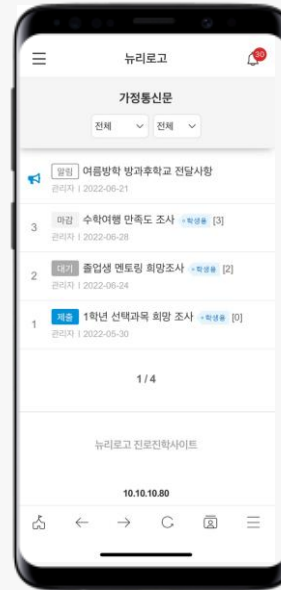 뉴리로고 30
가정통신문
전체 전체
알림 여름방학 방과후학교 전달사항
관리자 | 2022-06-21
3 마감 수학여행 만족도 조사 +학생용 [3]
관리자 | 2022-06-28
2 대기 졸업생 멘토링 희망조사 +학생용 [2]
관리자 | 2022-06-24
1 제출 1학년 선택과목 희망 조사 +학생용 [0]
관리자 | 2022-05-30
1 / 4
뉴리로고 진로진학사이트
10.10.10.80